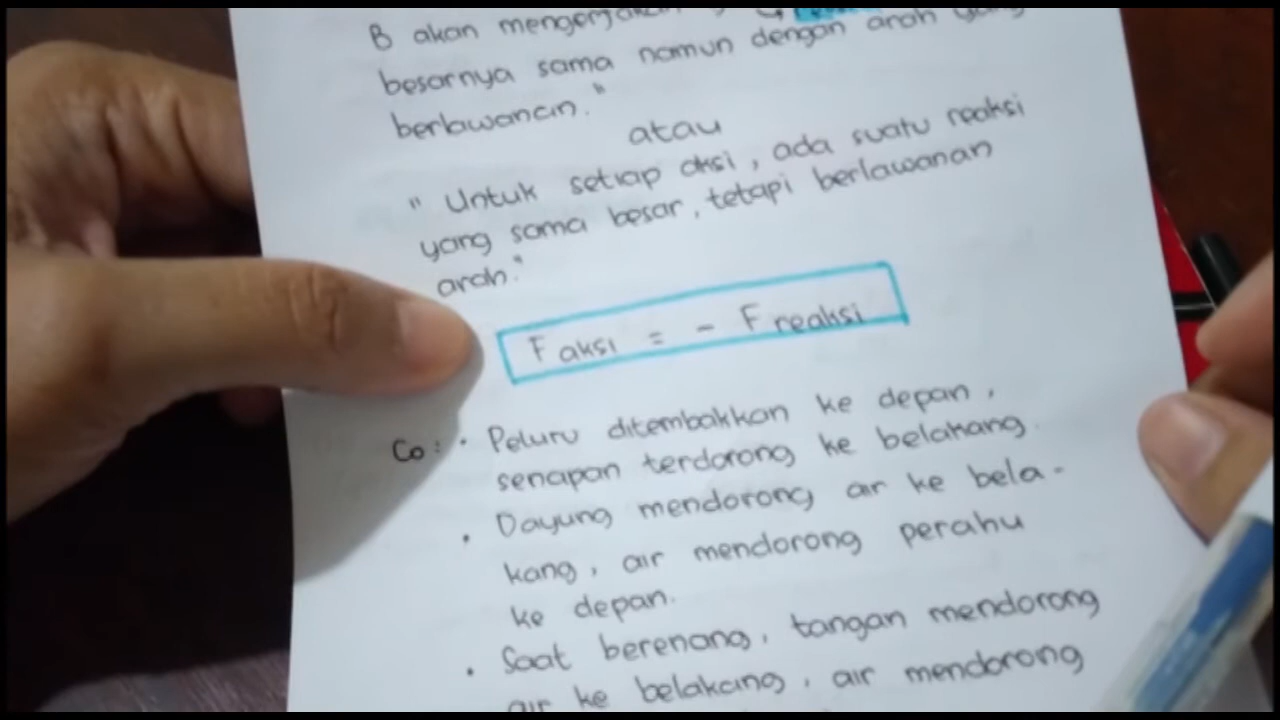 B akan mengerjakan
besarnya sama namun dengan arah yang
berlawanan."
atau
" Untuk setiap aksi, ada suatu reaksi
yang sama besar, tetapi berlawanan
arah."
F aksi = - F reaksi
Co: • Peluru ditembakkan ke depan,
senapan terdorong ke belakang.
• Dayung mendorong air ke bela-
kang, air mendorong perahu
ke depan.
• Saat berenang, tangan mendorong
air ke belakang, air mendorong